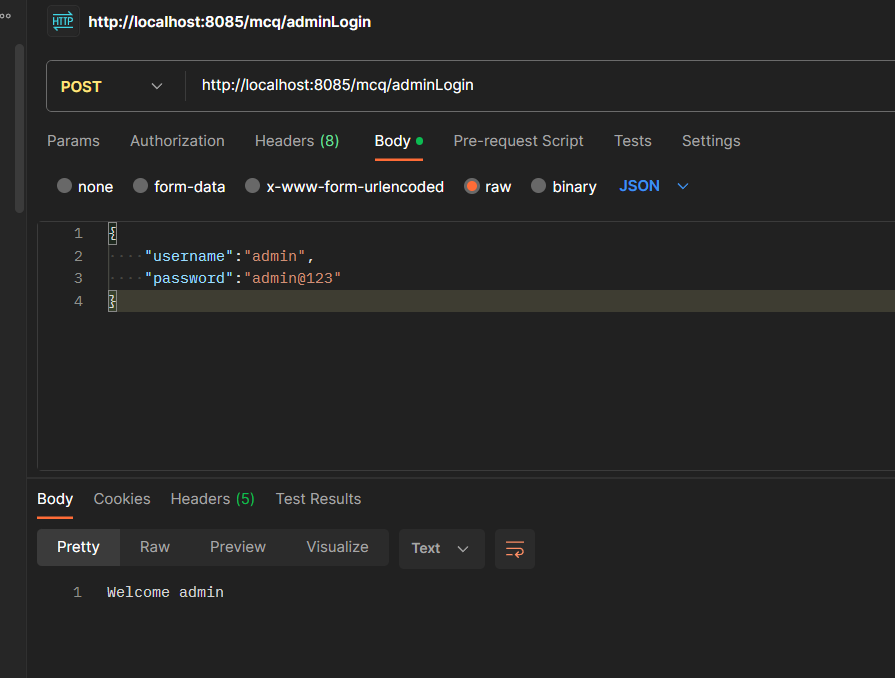 HTTP http://localhost:8085/mcq/adminLogin
POST http://localhost:8085/mcq/adminLogin
Params Authorization Headers (8) Body Pre-request Script Tests Settings
none form-data x-www-form-urlencoded raw binary JSON
1 {
2 "username":"admin",
3 "password":"admin@123"
4 }
Body Cookies Headers (5) Test Results
Pretty Raw Preview Visualize Text
1 Welcome admin